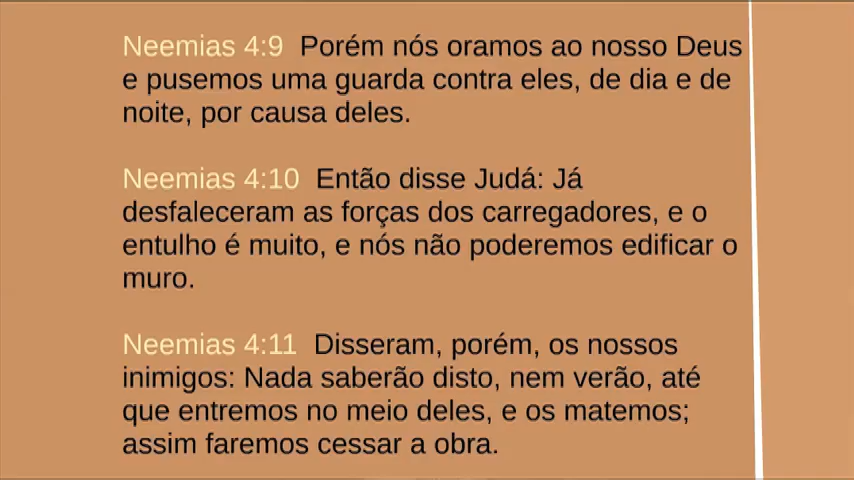 Neemias 4:9 Porém nós oramos ao nosso Deus
e pusemos uma guarda contra eles, de dia e de
noite, por causa deles.
Neemias 4:10 Então disse Judá: Já
desfaleceram as forças dos carregadores, e o
entulho é muito, e nós não poderemos edificar o
muro.
Neemias 4:11 Disseram, porém, os nossos
inimigos: Nada saberão disto, nem verão, até
que entremos no meio deles, e os matemos;
assim faremos cessar a obra.